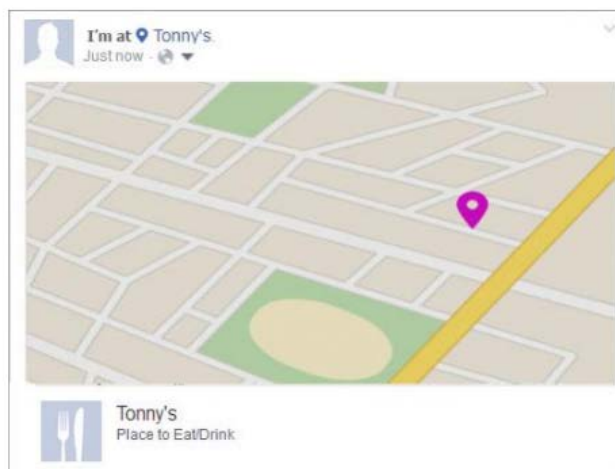 I'm at Tonny's.
Just now -
Tonny's
Place to Eat/Drink